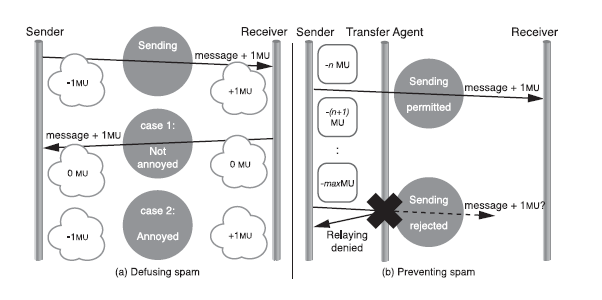 Sender
Receiver
Sending
message + 1MU
-1MU
+1MU
case 1:
message + 1MU
Not
annoyed
0 MU
0 MU
case 2:
Annoyed
-1MU
+1MU
(a) Defusing spam
Sender
Transfer Agent
Receiver
-n MU
Sending
message + 1MU
permitted
-(n+1)
MU
:
-maxMU
Sending
message + 1MU?
rejected
Relaying
denied
(b) Preventing spam